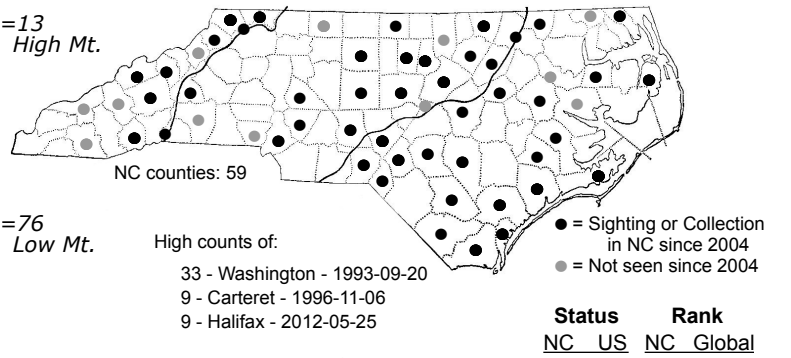 =13
High Mt.
NC counties: 59
=76
Low Mt.
High counts of:
33 - Washington - 1993-09-20
9 - Carteret - 1996-11-06
9 - Halifax - 2012-05-25
● = Sighting or Collection
in NC since 2004
● = Not seen since 2004
Status Rank
NC US NC Global